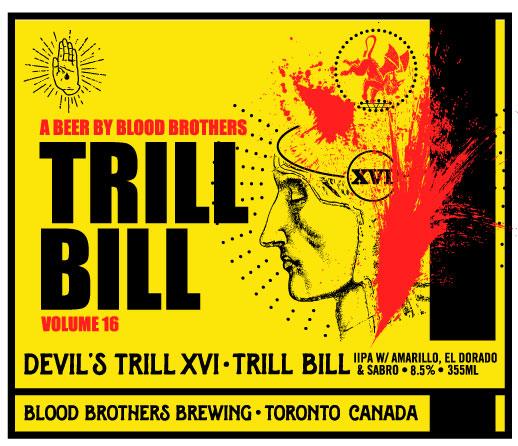 A BEER BY BLOOD BROTHERS
TRILL
BILL
VOLUME 16
XVI
DEVIL'S TRILL XVI · TRILL BILL
IIPA W/ AMARILLO, EL DORADO
& SABRO • 8.5% • 355ML
BLOOD BROTHERS BREWING · TORONTO CANADA